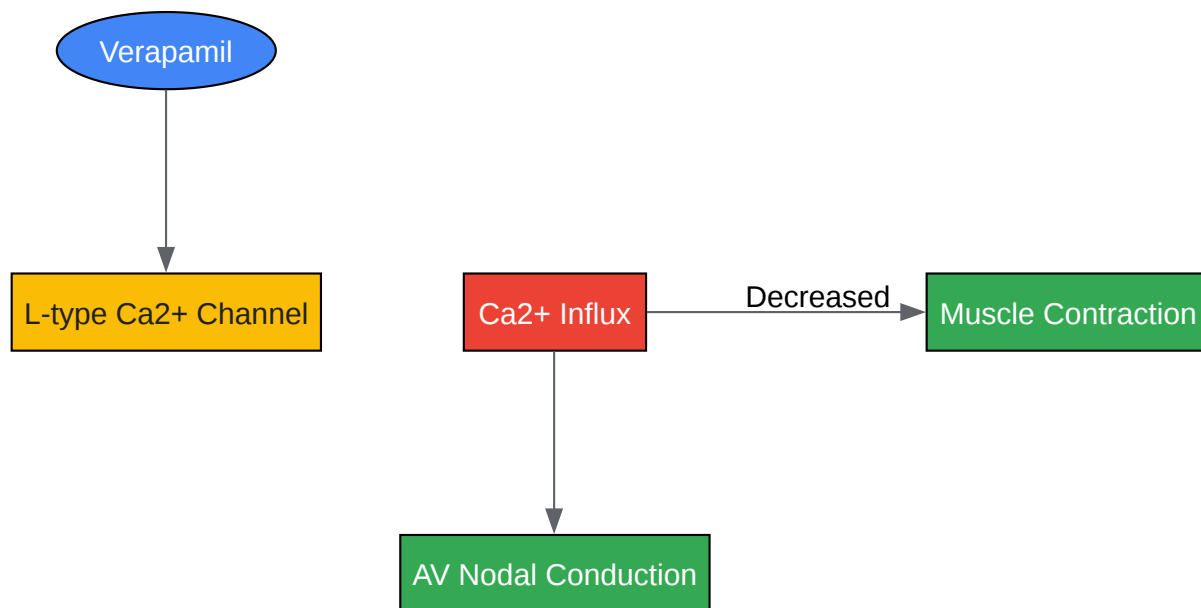 Verapamil
L-type Ca2+ Channel
Ca2+ Influx
Decreased
Muscle Contraction
AV Nodal Conduction